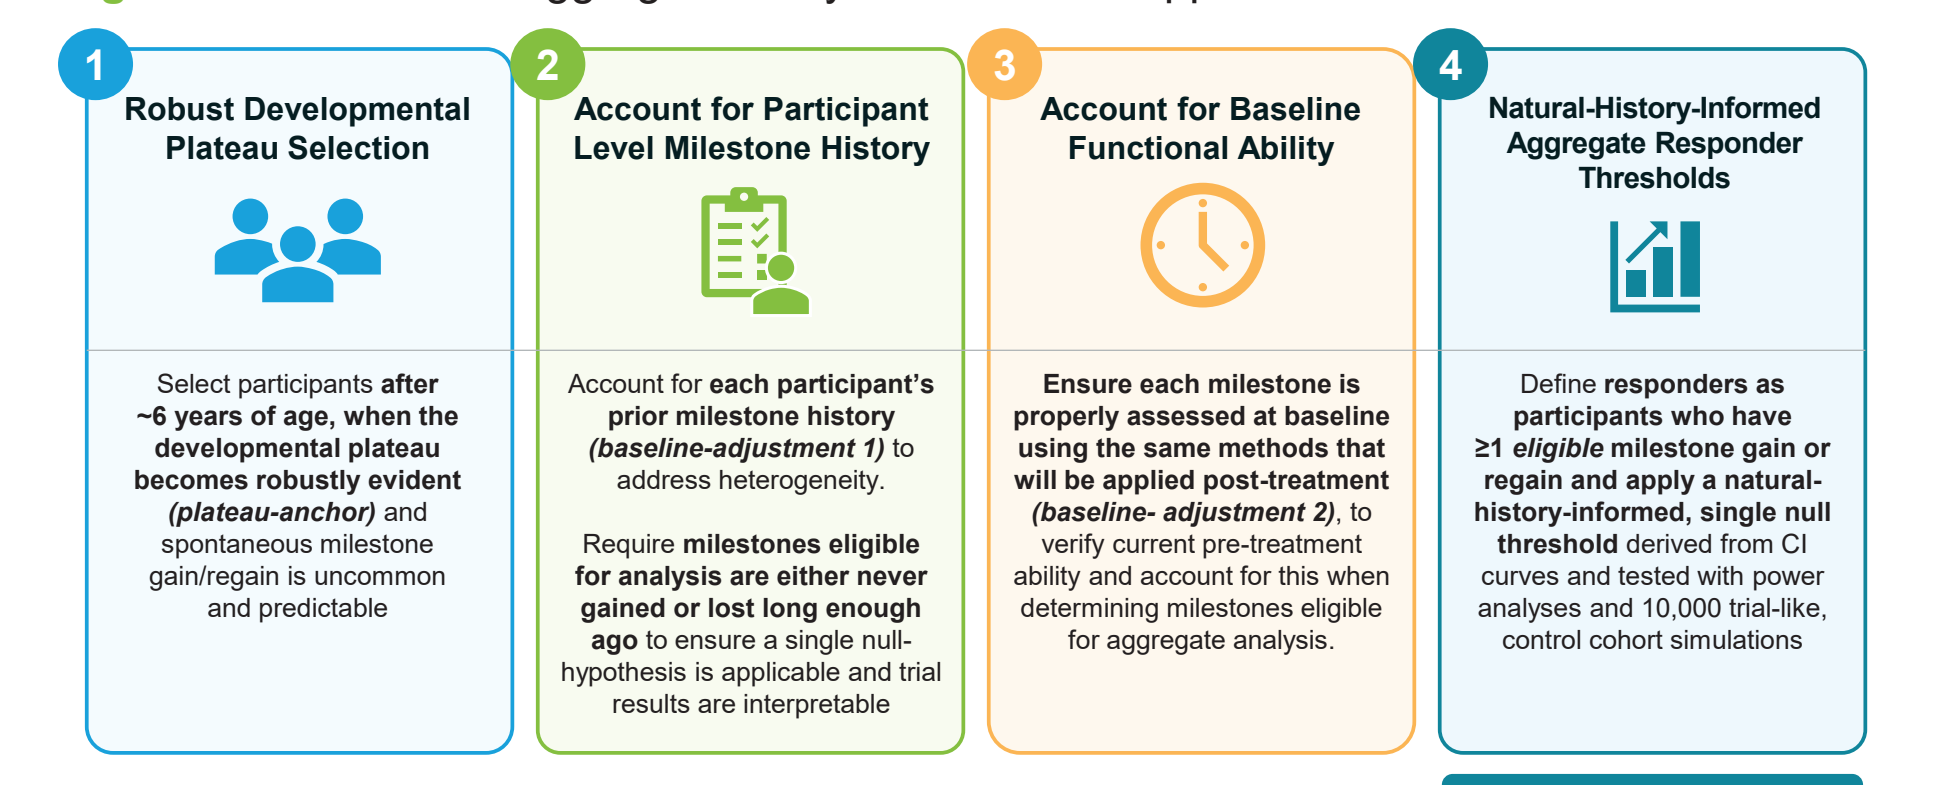 1
Robust Developmental
Plateau Selection
Select participants after
~6 years of age, when the
developmental plateau
becomes robustly evident
(plateau-anchor) and
spontaneous milestone
gain/regain is uncommon
and predictable
2
Account for Participant
Level Milestone History
Account for each participant’s
prior milestone history
(baseline-adjustment 1) to
address heterogeneity.
Require milestones eligible
for analysis are either never
gained or lost long enough
ago to ensure a single null-
hypothesis is applicable and trial
results are interpretable
3
Account for Baseline
Functional Ability
Ensure each milestone is
properly assessed at baseline
using the same methods that
will be applied post-treatment
(baseline- adjustment 2), to
verify current pre-treatment
ability and account for this when
determining milestones eligible
for aggregate analysis.
4
Natural-History-Informed
Aggregate Responder
Thresholds
Define responders as
participants who have
≥1 eligible milestone gain or
regain and apply a natural-
history-informed, single null
threshold derived from CI
curves and tested with power
analyses and 10,000 trial-like,
control cohort simulations